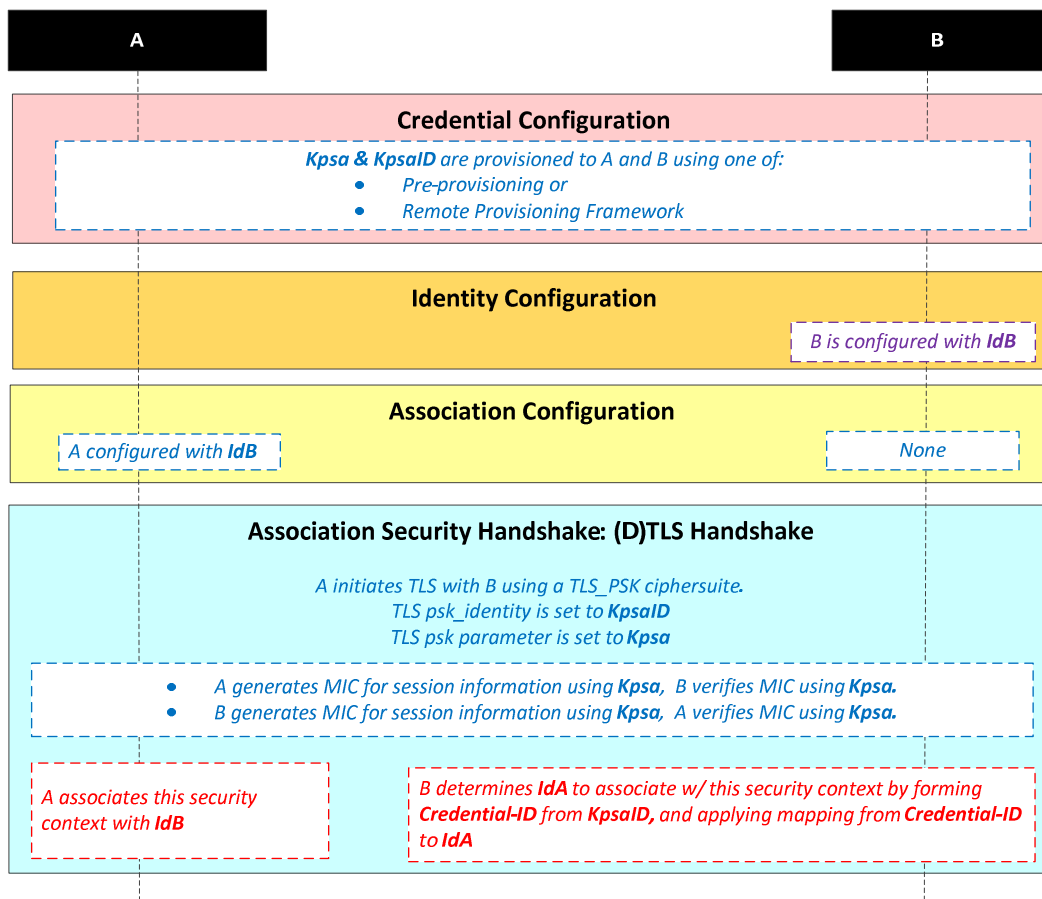 A
B
Credential Configuration
Kpsa & KpsaID are provisioned to A and B using one of:
• Pre-provisioning or
• Remote Provisioning Framework
Identity Configuration
B is configured with IdB
Association Configuration
A configured with IdB
None
Association Security Handshake: (D)TLS Handshake
A initiates TLS with B using a TLS_PSK ciphersuite.
TLS psk_identity is set to KpsaID
TLS psk parameter is set to Kpsa
• A generates MIC for session information using Kpsa, B verifies MIC using Kpsa.
• B generates MIC for session information using Kpsa, A verifies MIC using Kpsa.
A associates this security
context with IdB
B determines IdA to associate w/ this security context by forming
Credential-ID from KpsaID, and applying mapping from Credential-ID
to IdA